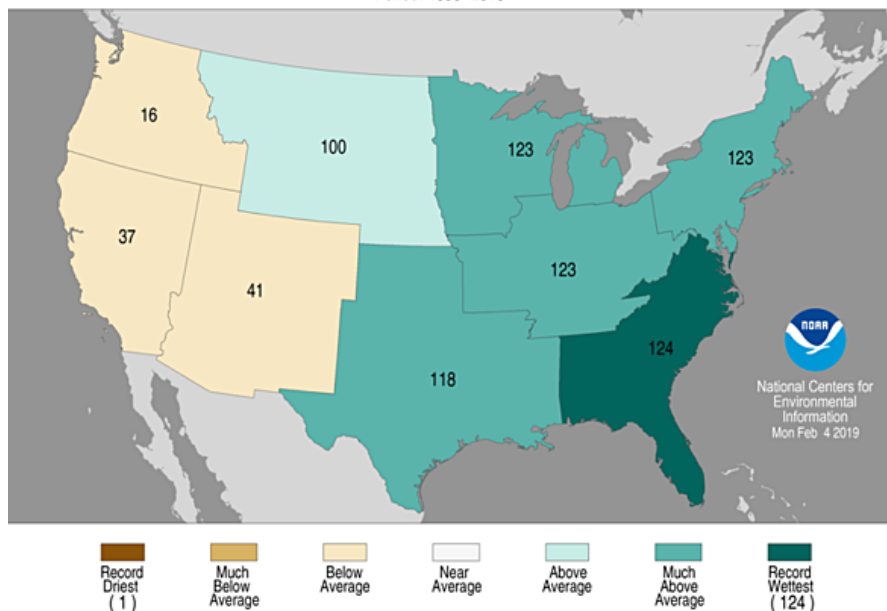 16
100
123
123
37
41
123
118
124
NOAA
National Centers for
Environmental
Information
Mon Feb 4 2019
Record
Driest
( 1 )
Much
Below
Average
Below
Average
Near
Average
Above
Average
Much
Above
Average
Record
Wettest
( 124 )